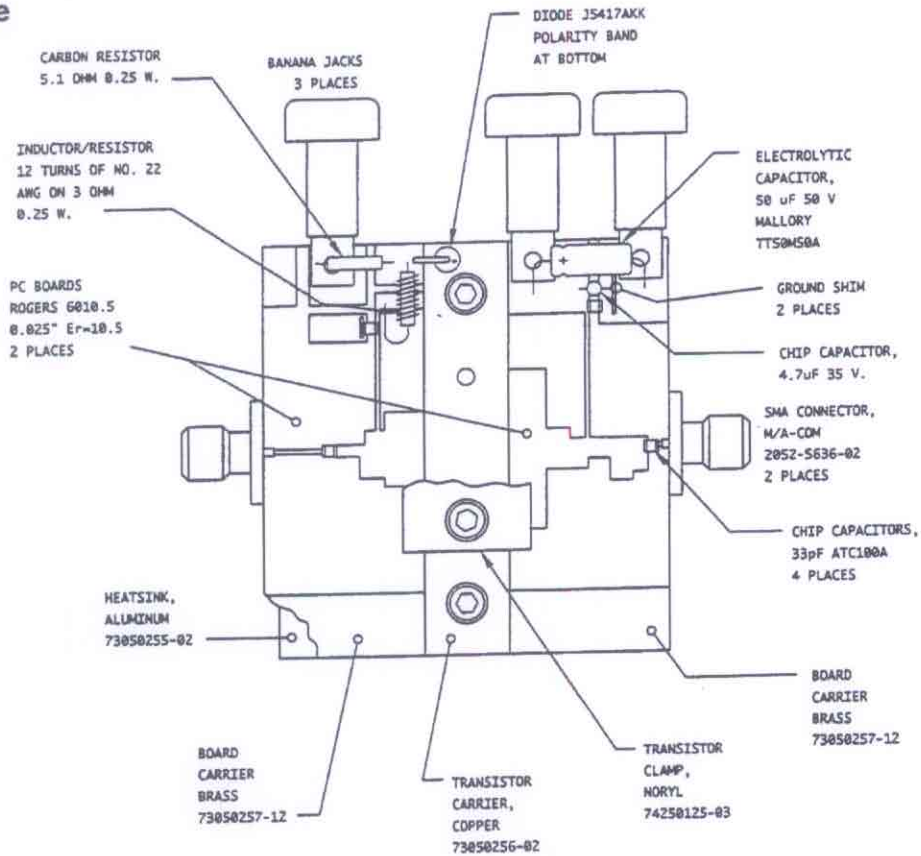 e
DIODE J5417AKK
POLARITY BAND
AT BOTTOM
CARBON RESISTOR
5.1 OHM 0.25 W.
BANANA JACKS
3 PLACES
INDUCTOR/RESISTOR
12 TURNS OF NO. 22
AWG ON 3 OHM
0.25 W.
ELECTROLYTIC
CAPACITOR,
50 uF 50 V
MALLORY
TT50M50A
PC BOARDS
ROGERS 6010.5
0.025" Er=10.5
2 PLACES
+
-
GROUND SHIM
2 PLACES
CHIP CAPACITOR,
4.7uF 35 V.
SMA CONNECTOR,
M/A-COM
2052-5636-02
2 PLACES
CHIP CAPACITORS,
33pF ATC100A
4 PLACES
HEATSINK,
ALUMINUM
73050255-02
BOARD
CARRIER
BRASS
73050257-12
BOARD
CARRIER
BRASS
73050257-12
TRANSISTOR
CARRIER,
COPPER
73050256-02
TRANSISTOR
CLAMP,
NORYL
74250125-03